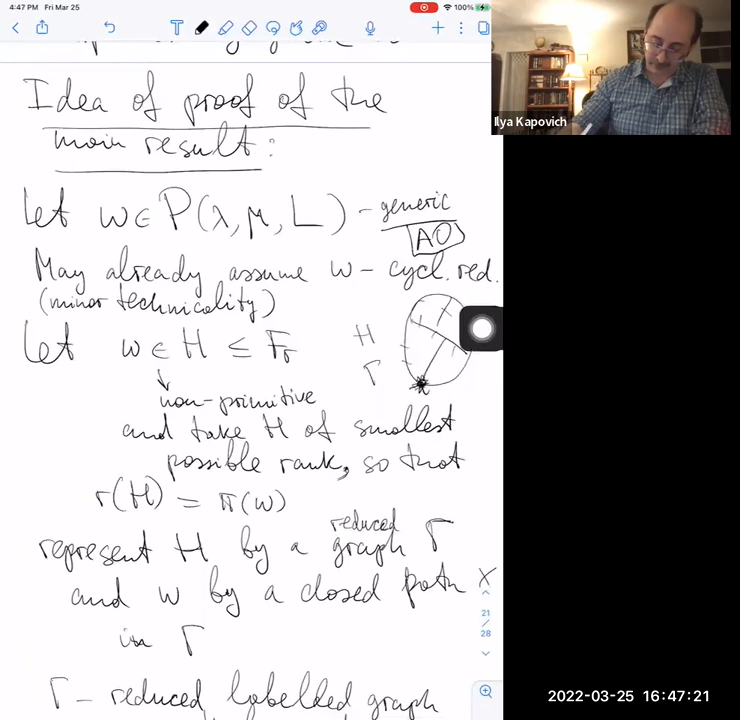 4:47 PM Fri Mar 25
100%
Idea of proof of the
main result:
Let w ∈ P(λ, μ, L) - generic
AO
May already assume w - cycl. red.
(minor technicality)
Let w ∈ H ≤ Fr
H
Γ
non-primitive
and take H of smallest
possible rank, so that
r(H) = π(w)
reduced
represent H by a graph Γ
and w by a closed path
in Γ
Γ - reduced labelled graph
21
/
28
Ilya Kapovich
2022-03-25 16:47:21